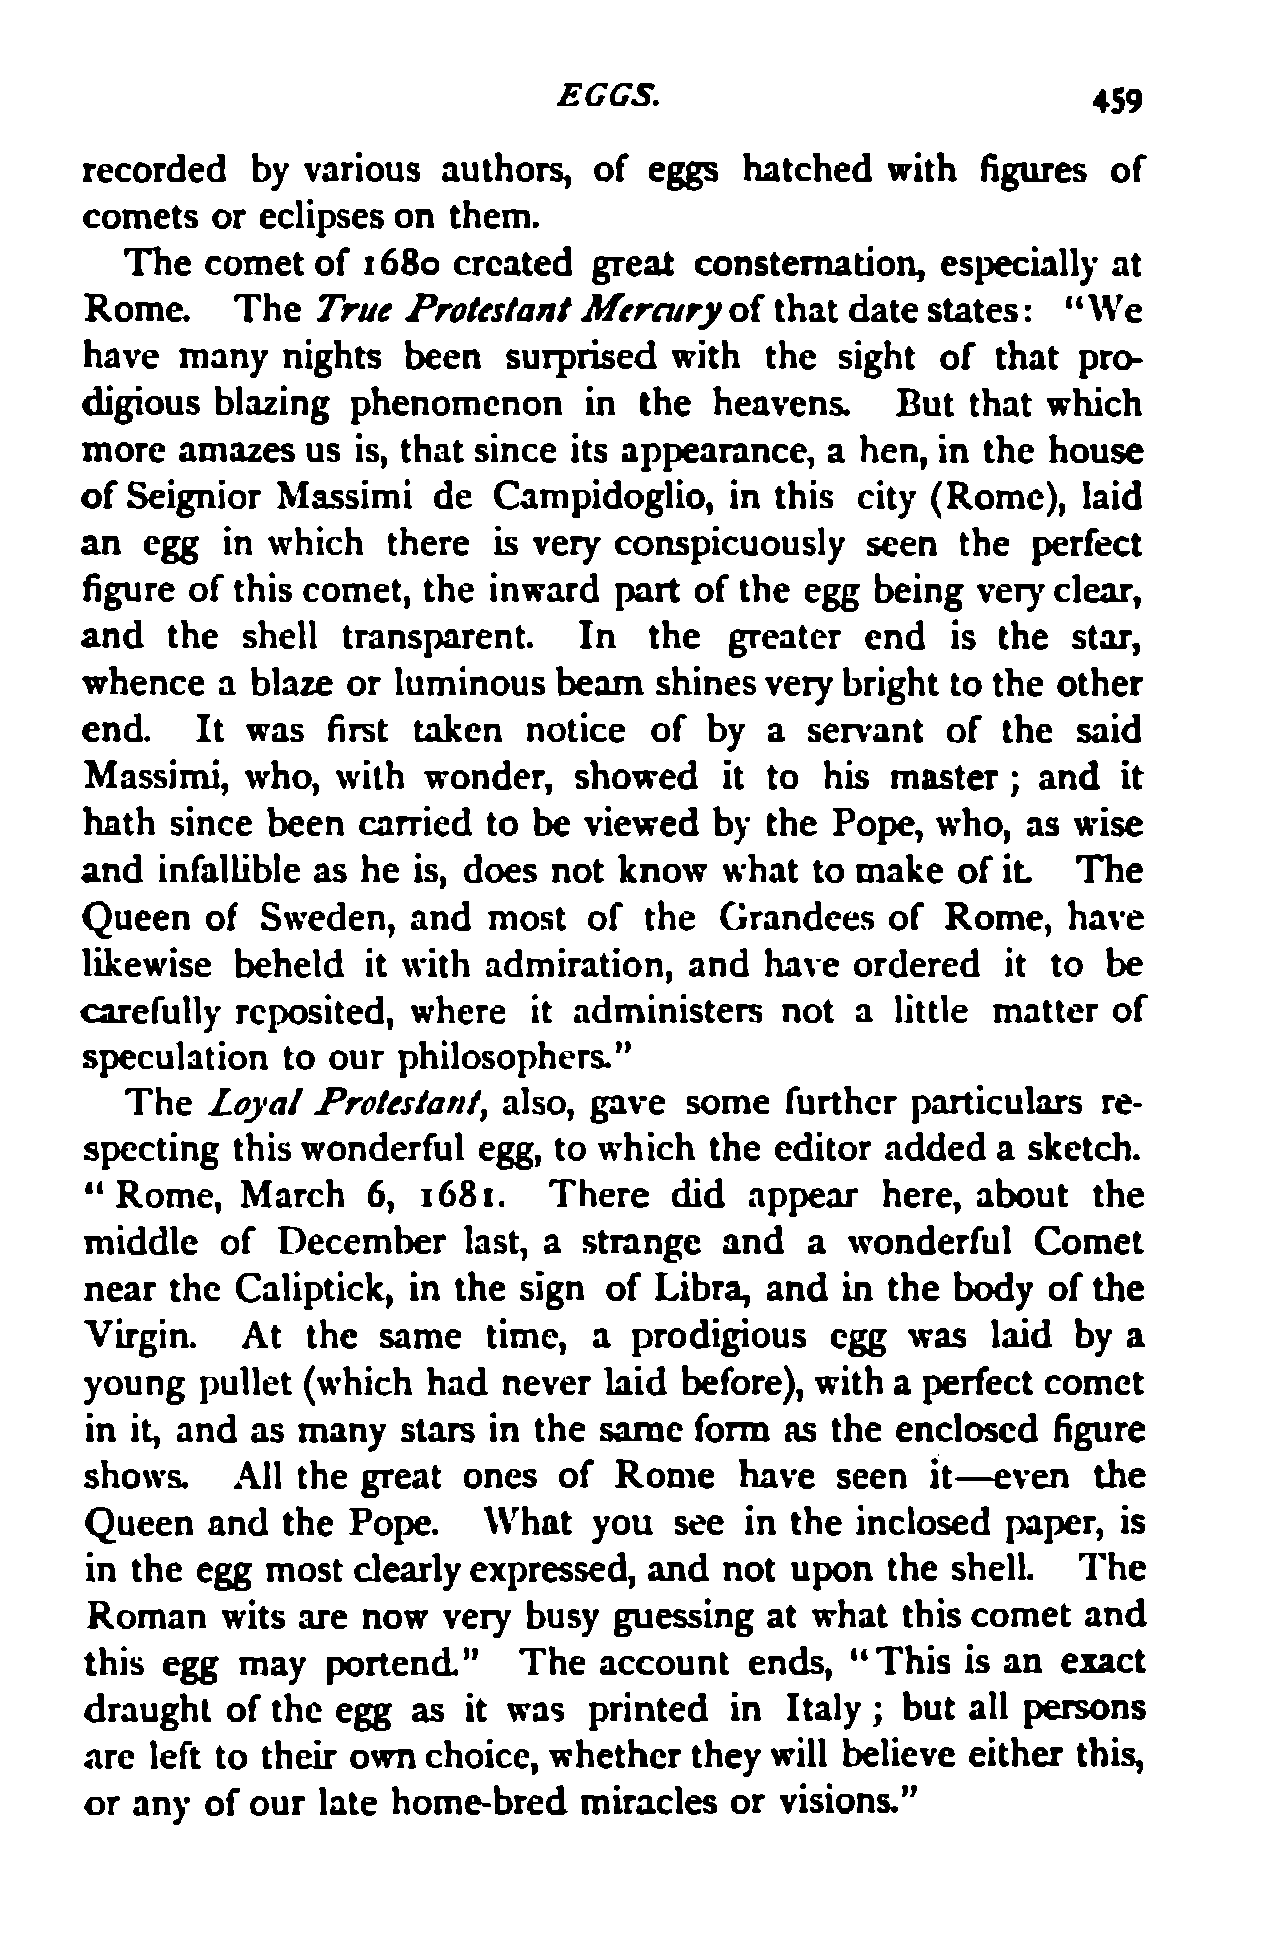 EGGS. 459
recorded by various authors, of eggs hatched with figures of
comets or eclipses on them.
The comet of 1680 created great consternation, especially at
Rome. The True Protestant Mercury of that date states: "We
have many nights been surprised with the sight of that pro-
digious blazing phenomenon in the heavens. But that which
more amazes us is, that since its appearance, a hen, in the house
of Seignior Massimi de Campidoglio, in this city (Rome), laid
an egg in which there is very conspicuously seen the perfect
figure of this comet, the inward part of the egg being very clear,
and the shell transparent. In the greater end is the star,
whence a blaze or luminous beam shines very bright to the other
end. It was first taken notice of by a servant of the said
Massimi, who, with wonder, showed it to his master; and it
hath since been carried to be viewed by the Pope, who, as wise
and infallible as he is, does not know what to make of it. The
Queen of Sweden, and most of the Grandees of Rome, have
likewise beheld it with admiration, and have ordered it to be
carefully reposited, where it administers not a little matter of
speculation to our philosophers."
The Loyal Protestant, also, gave some further particulars re-
specting this wonderful egg, to which the editor added a sketch.
"Rome, March 6, 1681. There did appear here, about the
middle of December last, a strange and a wonderful Comet
near the Caliptick, in the sign of Libra, and in the body of the
Virgin. At the same time, a prodigious egg was laid by a
young pullet (which had never laid before), with a perfect comet
in it, and as many stars in the same form as the enclosed figure
shows. All the great ones of Rome have seen it—even the
Queen and the Pope. What you see in the inclosed paper, is
in the egg most clearly expressed, and not upon the shell. The
Roman wits are now very busy guessing at what this comet and
this egg may portend." The account ends, "This is an exact
draught of the egg as it was printed in Italy; but all persons
are left to their own choice, whether they will believe either this,
or any of our late home-bred miracles or visions."